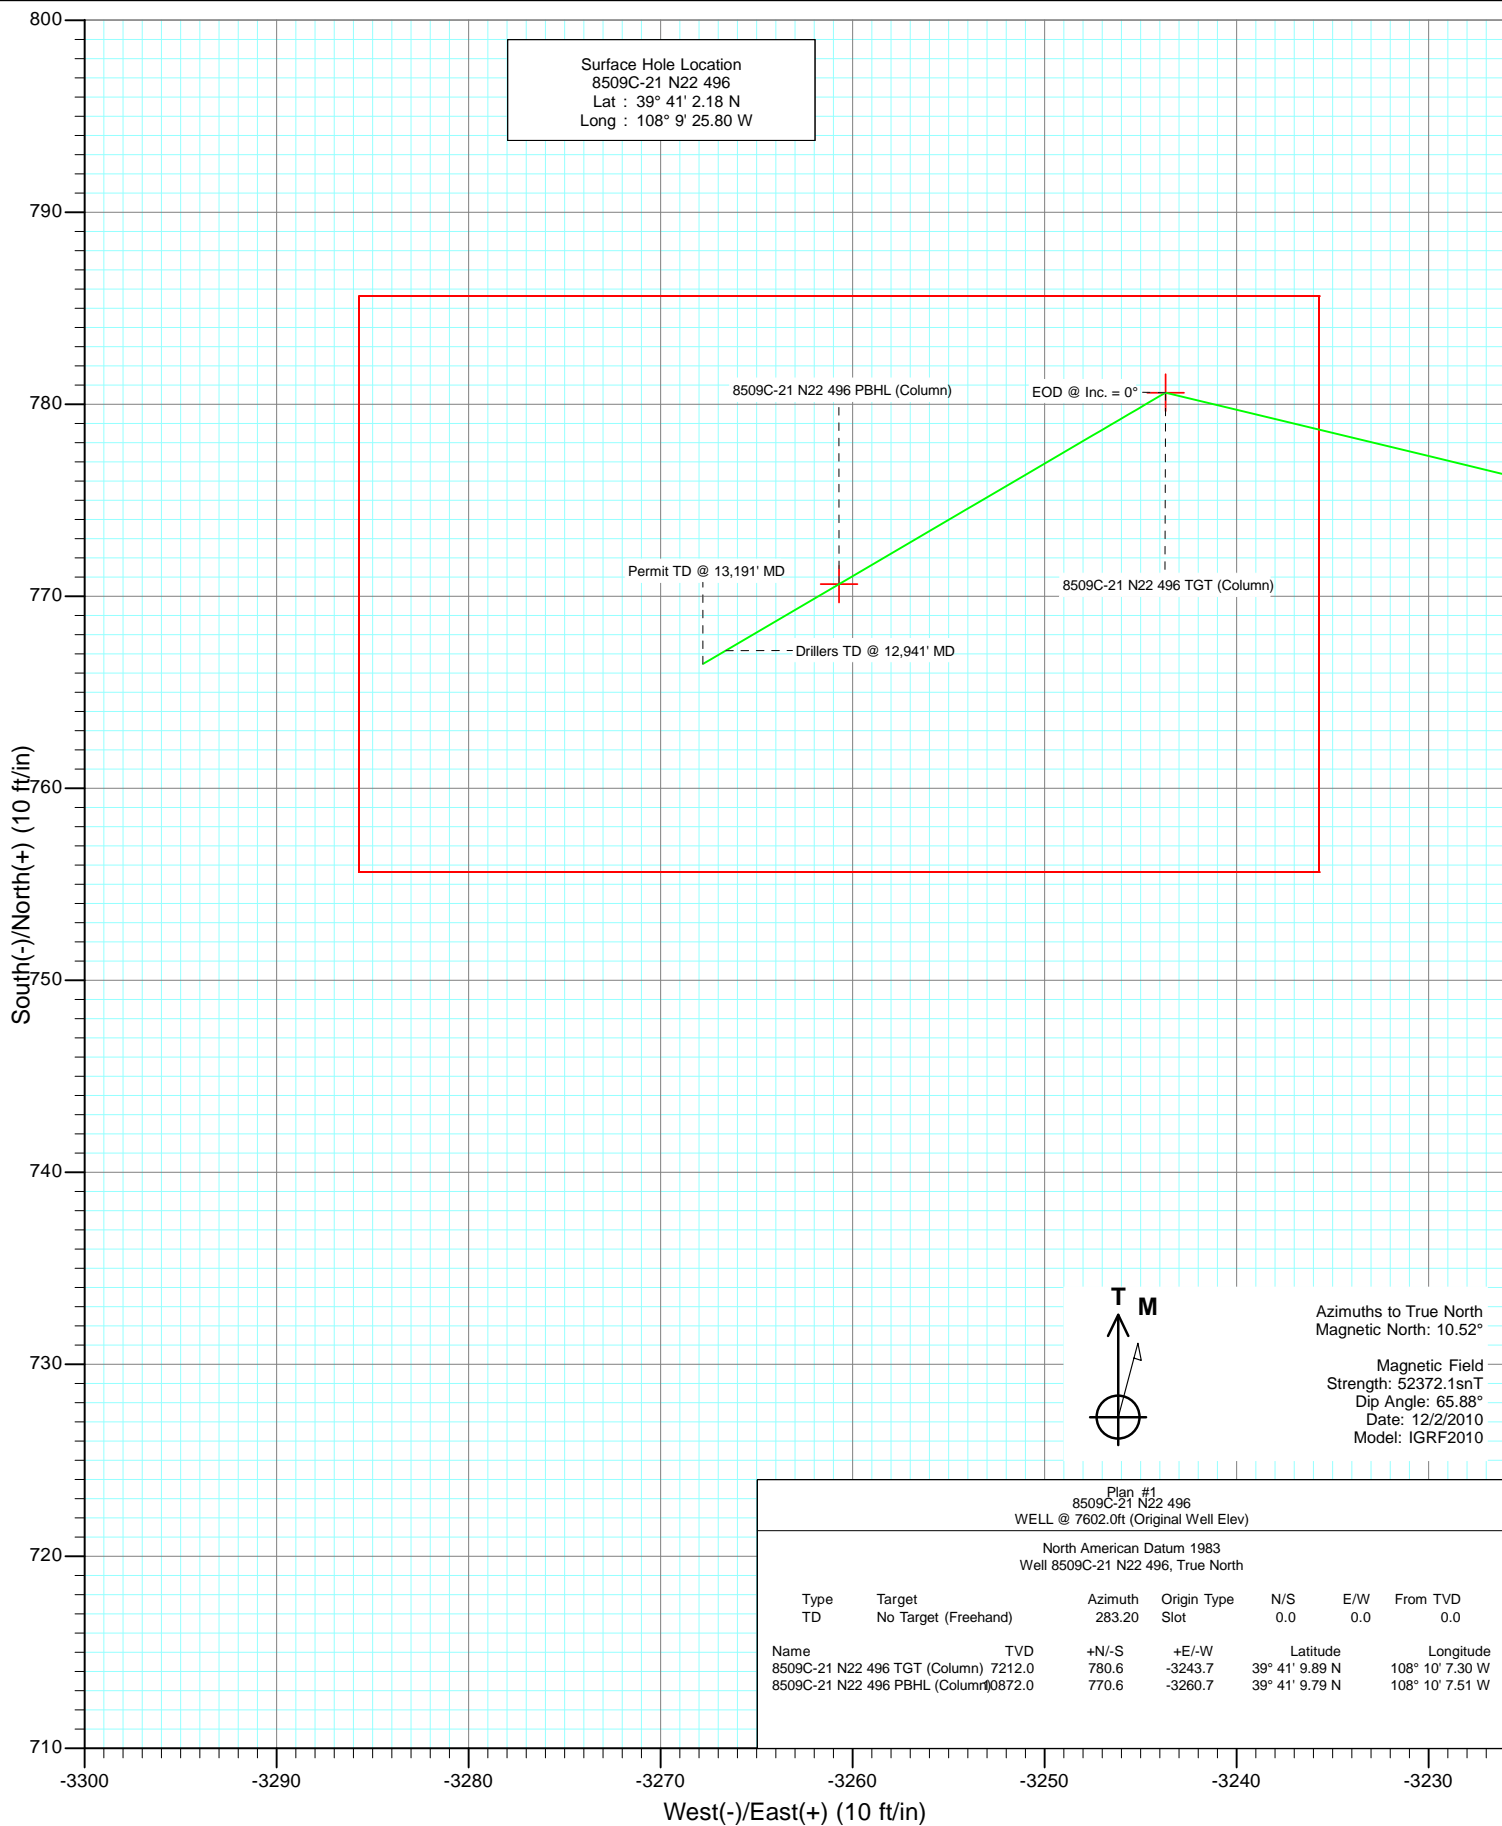 800
Surface Hole Location
8509C-21 N22 496
Lat : 39° 41' 2.18 N
Long : 108° 9' 25.80 W
790
8509C-21 N22 496 PBHL (Column)
EOD @ Inc. = 0°
780
Permit TD @ 13,191' MD
8509C-21 N22 496 TGT (Column)
770
Drillers TD @ 12,941' MD
760
South(-)/North(+) (10 ft/in)
750
740
T M
Azimuths to True North
Magnetic North: 10.52°
730
Magnetic Field
Strength: 52372.1snT
Dip Angle: 65.88°
Date: 12/2/2010
Model: IGRF2010
Plan #1
8509C-21 N22 496
WELL @ 7602.0ft (Original Well Elev)
720
North American Datum 1983
Well 8509C-21 N22 496, True North
Type Target Azimuth Origin Type N/S E/W From TVD
TD No Target (Freehand) 283.20 Slot 0.0 0.0 0.0
Name TVD +N/-S +E/-W Latitude Longitude
8509C-21 N22 496 TGT (Column) 7212.0 780.6 -3243.7 39° 41' 9.89 N 108° 10' 7.30 W
8509C-21 N22 496 PBHL (Column) 10872.0 770.6 -3260.7 39° 41' 9.79 N 108° 10' 7.51 W
710
-3300 -3290 -3280 -3270 -3260 -3250 -3240 -3230
West(-)/East(+) (10 ft/in)